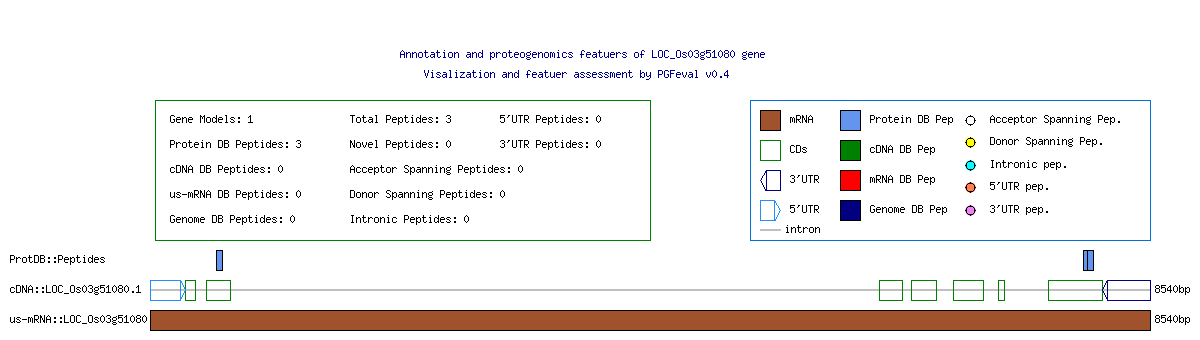 Annotation and proteogenomics featuers of LOC_Os03g51080 gene
Visalization and featuer assessment by PGFeval v0.4
Gene Models: 1 Total Peptides: 3 5'UTR Peptides: 0
Protein DB Peptides: 3 Novel Peptides: 0 3'UTR Peptides: 0
cDNA DB Peptides: 0 Acceptor Spanning Peptides: 0
us-mRNA DB Peptides: 0 Donor Spanning Peptides: 0
Genome DB Peptides: 0 Intronic Peptides: 0
mRNA Protein DB Pep Acceptor Spanning Pep.
CDs cDNA DB Pep Donor Spanning Pep.
3'UTR mRNA DB Pep Intronic pep.
5'UTR Genome DB Pep 5'UTR pep.
intron 3'UTR pep.
ProtDB::Peptides
cDNA::LOC_Os03g51080.1 8540bp
us-mRNA::LOC_Os03g51080 8540bp